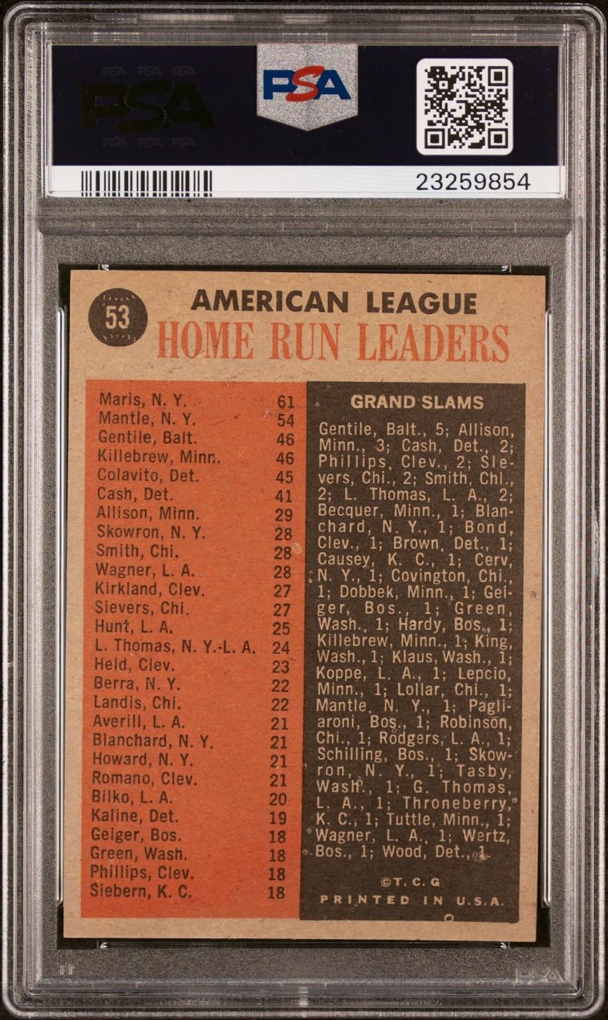 PSA PSA PSA
PSA
PSA PSA PSA
PSA
23259854
53
AMERICAN LEAGUE
HOME RUN LEADERS
Maris, N. Y. 61
Mantle, N. Y. 54
Gentile, Balt. 46
Killebrew, Minn. 46
Colavito, Det. 45
Cash, Det. 41
Allison, Minn. 29
Skowron, N. Y. 28
Smith, Chi. 28
Wagner, L. A. 28
Kirkland, Clev. 27
Sievers, Chi. 27
Hunt, L. A. 25
L. Thomas, N. Y.-L. A. 24
Held, Clev. 23
Berra, N. Y. 22
Landis, Chi. 22
Averill, L. A. 21
Blanchard, N. Y. 21
Howard, N. Y. 21
Romano, Clev. 21
Bilko, L. A. 20
Kaline, Det. 19
Geiger, Bos. 18
Green, Wash. 18
Phillips, Clev. 18
Siebern, K. C. 18
GRAND SLAMS
Gentile, Balt., 5; Allison,
Minn., 3; Cash, Det., 2;
Phillips, Clev., 2; Sie-
vers, Chi., 2; Smith, Chi.,
2; L. Thomas, L. A., 2;
Becquer, Minn., 1; Blan-
chard, N. Y., 1; Bond,
Clev., 1; Brown, Det., 1;
Causey, K. C., 1; Cerv,
N. Y., 1; Covington, Chi.,
1; Dobbek, Minn., 1; Gei-
ger, Bos., 1; Green,
Wash., 1; Hardy, Bos., 1;
Killebrew, Minn., 1; King,
Wash., 1; Klaus, Wash., 1;
Koppe, L. A., 1; Lepcio,
Minn., 1; Lollar, Chi., 1;
Mantle, N. Y., 1; Pagli-
aroni, Bos., 1; Robinson,
Chi., 1; Rodgers, L. A., 1;
Schilling, Bos., 1; Skow-
ron, N. Y., 1; Tasby,
Wash., 1; G. Thomas,
L. A., 1; Throneberry,
K. C., 1; Tuttle, Minn., 1;
Wagner, L. A., 1; Wertz,
Bos., 1; Wood, Det., 1.
©T. C. G
PRINTED IN U.S.A.
PSA